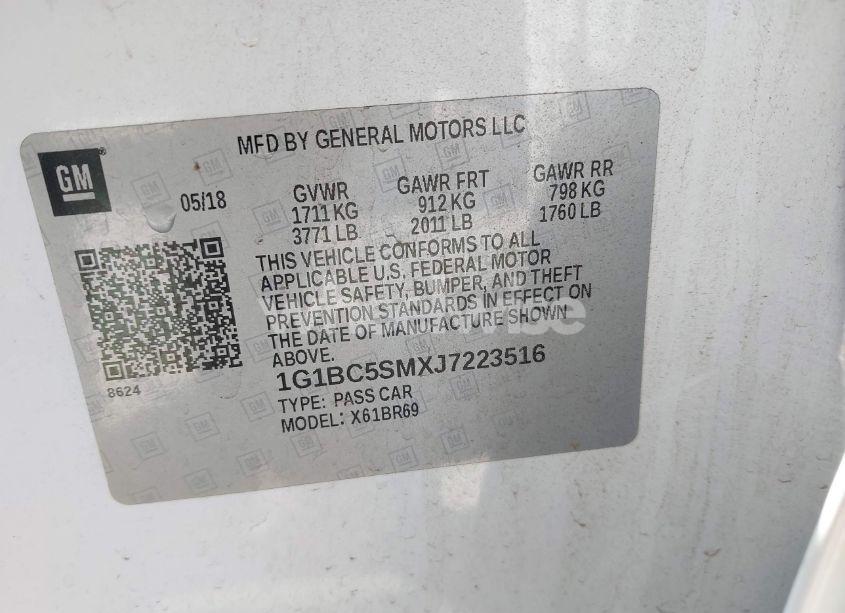 MFD BY GENERAL MOTORS LLC
GM
05/18
GVWR
1711 KG
3771 LB
GAWR FRT
912 KG
2011 LB
GAWR RR
798 KG
1760 LB
THIS VEHICLE CONFORMS TO ALL
APPLICABLE U.S. FEDERAL MOTOR
VEHICLE SAFETY, BUMPER, AND THEFT
PREVENTION STANDARDS IN EFFECT ON
THE DATE OF MANUFACTURE SHOWN
ABOVE.
1G1BC5SMXJ7223516
TYPE: PASS CAR
MODEL: X61BR69
8624